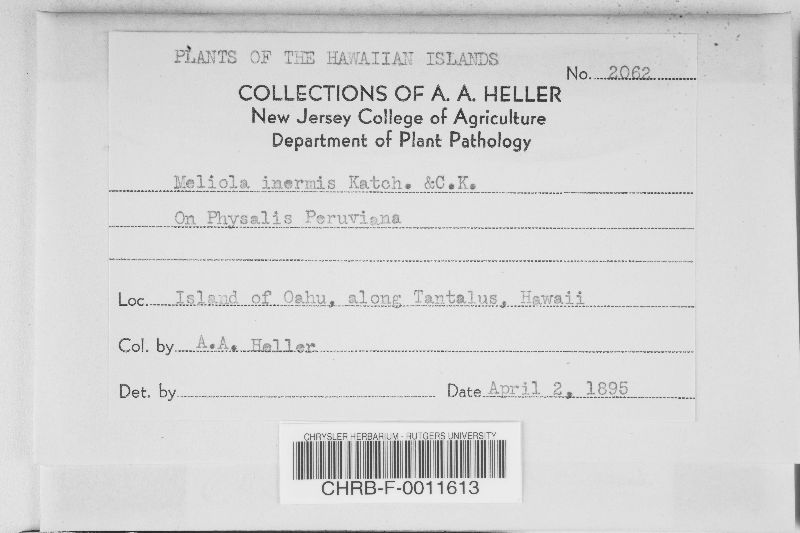 PLANTS OF THE HAWAIIAN ISLANDS
No. 2062
COLLECTIONS OF A. A. HELLER
New Jersey College of Agriculture
Department of Plant Pathology
Meliola inermis Katch. &C.K.
On Physalis Peruviana
Loc. Island of Oahu, along Tantalus, Hawaii
Col. by A.A. Heller
Det. by
Date April 2, 1895
CHRYSLER HERBARIUM - RUTGERS UNIVERSITY
CHRB-F-0011613